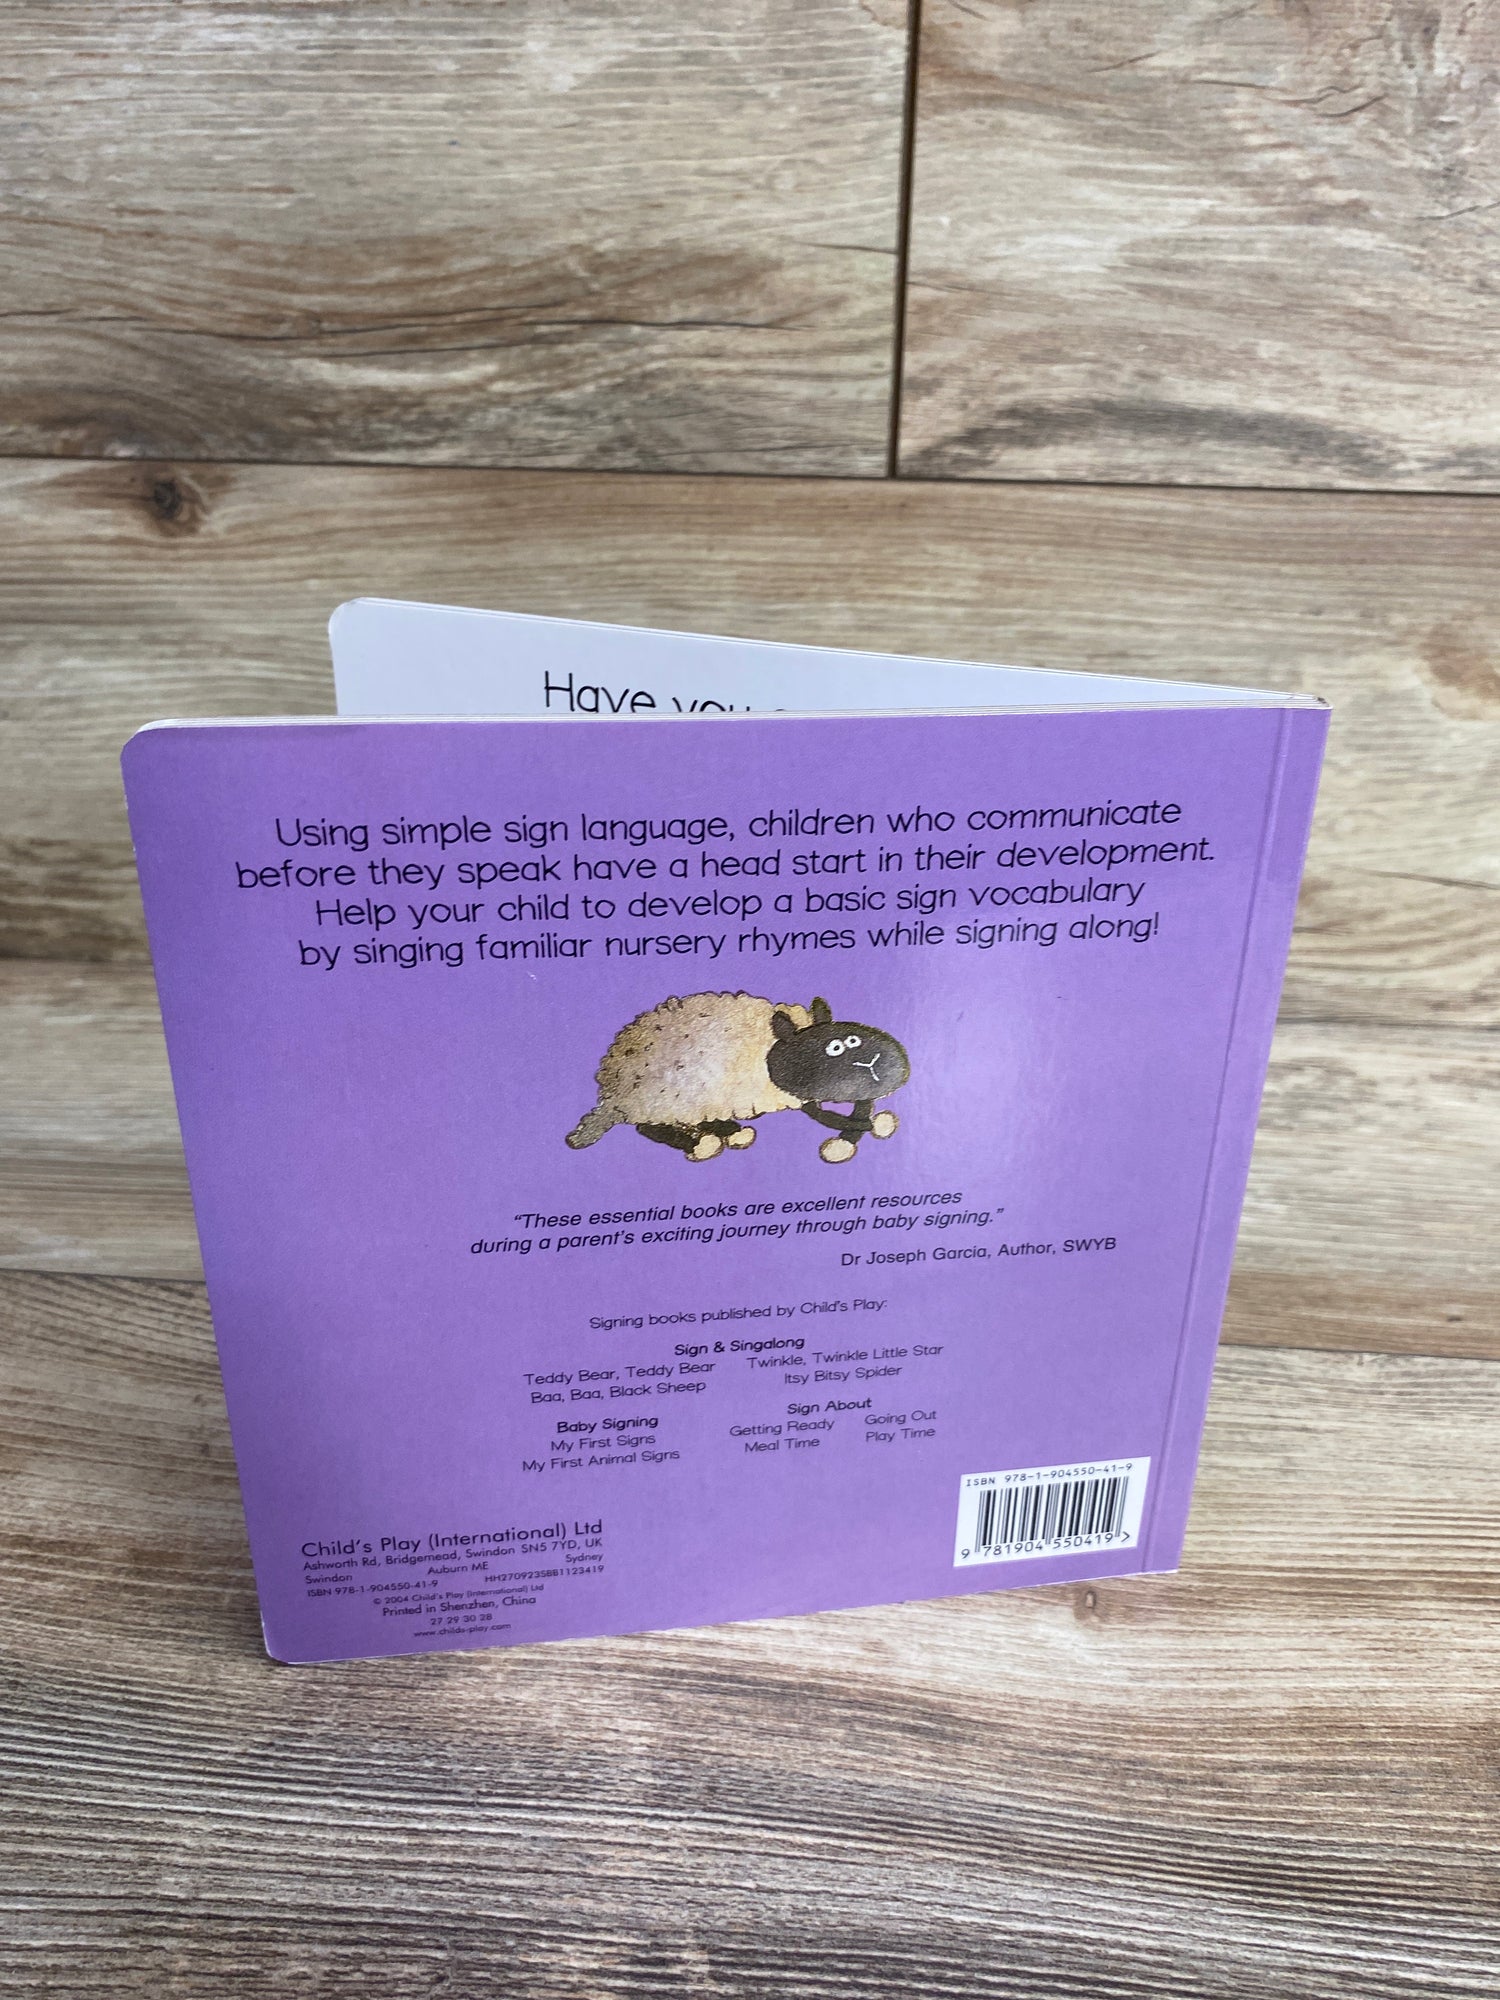 Have you
Using simple sign language, children who communicate
before they speak have a head start in their development.
Help your child to develop a basic sign vocabulary
by singing familiar nursery rhymes while signing along!
“These essential books are excellent resources
during a parent's exciting journey through baby signing.”
Dr Joseph Garcia, Author, SWYB
Signing books published by Child's Play:
Sign & Singalong
Teddy Bear, Teddy Bear Twinkle, Twinkle Little Star
Baa, Baa, Black Sheep Itsy Bitsy Spider
Baby Signing
My First Signs
My First Animal Signs
Sign About
Getting Ready Going Out
Meal Time Play Time
Child's Play (International) Ltd
Ashworth Rd, Bridgemead, Swindon SN5 7YD, UK
Swindon Auburn ME Sydney
ISBN 978-1-904550-41-9 HH270923SBB1123419
© 2004 Child's Play (International) Ltd
Printed in Shenzhen, China
27 29 30 28
www.childs-play.com
ISBN 978-1-904550-41-9
9 781904 550419 >